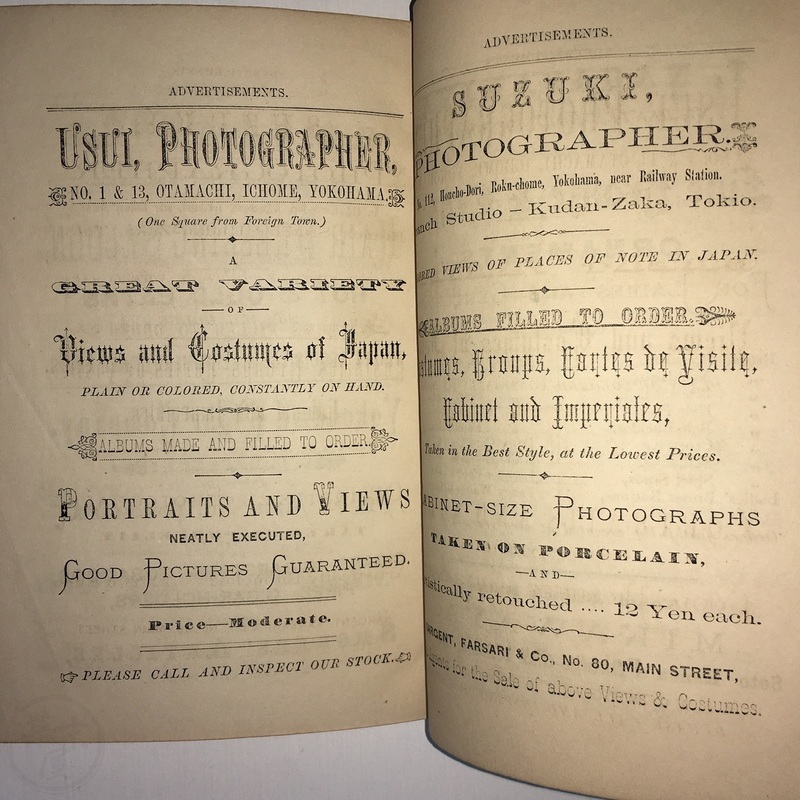 ADVERTISEMENTS.
USUI, PHOTOGRAPHER,
NO. 1 & 13, OTAMACHI, ICHOME, YOKOHAMA.
(One Square from Foreign Town.)
A
GREAT VARIETY
—OF—
Views and Costumes of Japan,
PLAIN OR COLORED, CONSTANTLY ON HAND.
ALBUMS MADE AND FILLED TO ORDER.
PORTRAITS AND VIEWS
NEATLY EXECUTED,
GOOD PICTURES GUARANTEED.
Price—Moderate.
☞ PLEASE CALL AND INSPECT OUR STOCK. ☜
ADVERTISEMENTS.
SUZUKI,
PHOTOGRAPHER.
112, Honcho-Dori, Roku-chome, Yokohama, near Railway Station.
Studio – Kudan-Zaka, Tokio.
VIEWS OF PLACES OF NOTE IN JAPAN.
ALBUMS FILLED TO ORDER.
Groups, Cartes de Visite,
Cabinet and Imperiales,
Taken in the Best Style, at the Lowest Prices.
ABINET-SIZE PHOTOGRAPHS
TAKEN ON PORCELAIN,
—AND—
retouched .... 12 Yen each.
FARSARI & CO., NO. 80, MAIN STREET,
for the Sale of above Views & Costumes.